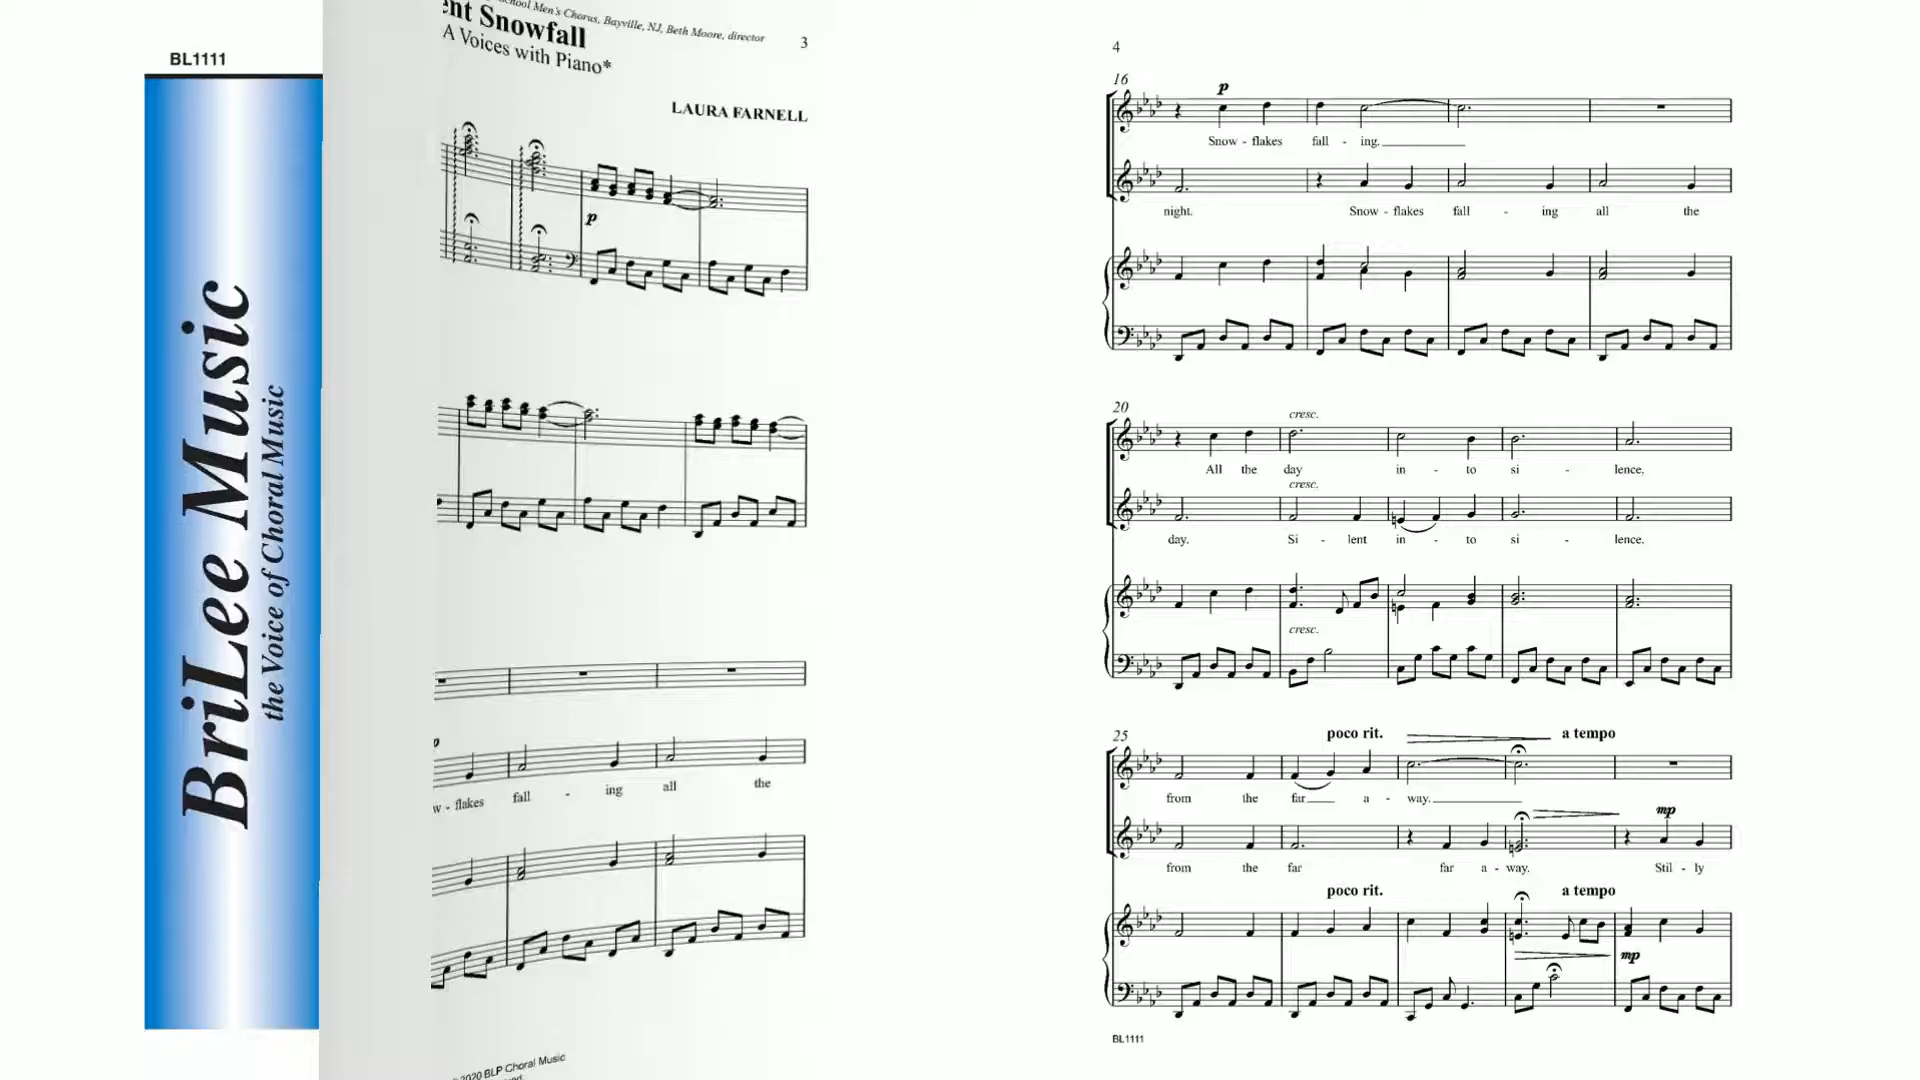 BL1111
BriLee Music
the Voice of Choral Music
Men's Chorus, Bayville, NJ, Beth Moore, director
3
Snowfall
Voices with Piano*
LAURA FARNELL
p
p
flakes fall - ing all the
2020 BLP Choral Music
4
16
p
Snow - flakes fall - ing.
night. Snow - flakes fall - ing all the
20
cresc.
All the day in - to si - lence,
cresc.
day. Si - lent in - to si - lence.
cresc.
25
poco rit. a tempo
from the far a - way.
mp
from the far far a - way. Stil - ly
poco rit. a tempo
mp
BL1111